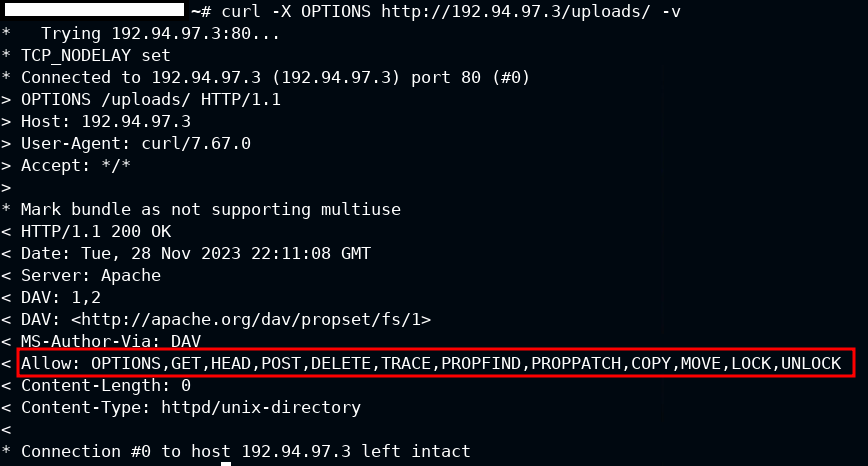 ~# curl -X OPTIONS http://192.94.97.3/uploads/ -v
*   Trying 192.94.97.3:80...
* TCP_NODELAY set
* Connected to 192.94.97.3 (192.94.97.3) port 80 (#0)
> OPTIONS /uploads/ HTTP/1.1
> Host: 192.94.97.3
> User-Agent: curl/7.67.0
> Accept: */*
>
* Mark bundle as not supporting multiuse
< HTTP/1.1 200 OK
< Date: Tue, 28 Nov 2023 22:11:08 GMT
< Server: Apache
< DAV: 1,2
< DAV: <http://apache.org/dav/propset/fs/1>
< MS-Author-Via: DAV
< Allow: OPTIONS,GET,HEAD,POST,DELETE,TRACE,PROPFIND,PROPPATCH,COPY,MOVE,LOCK,UNLOCK
< Content-Length: 0
< Content-Type: httpd/unix-directory
<
* Connection #0 to host 192.94.97.3 left intact